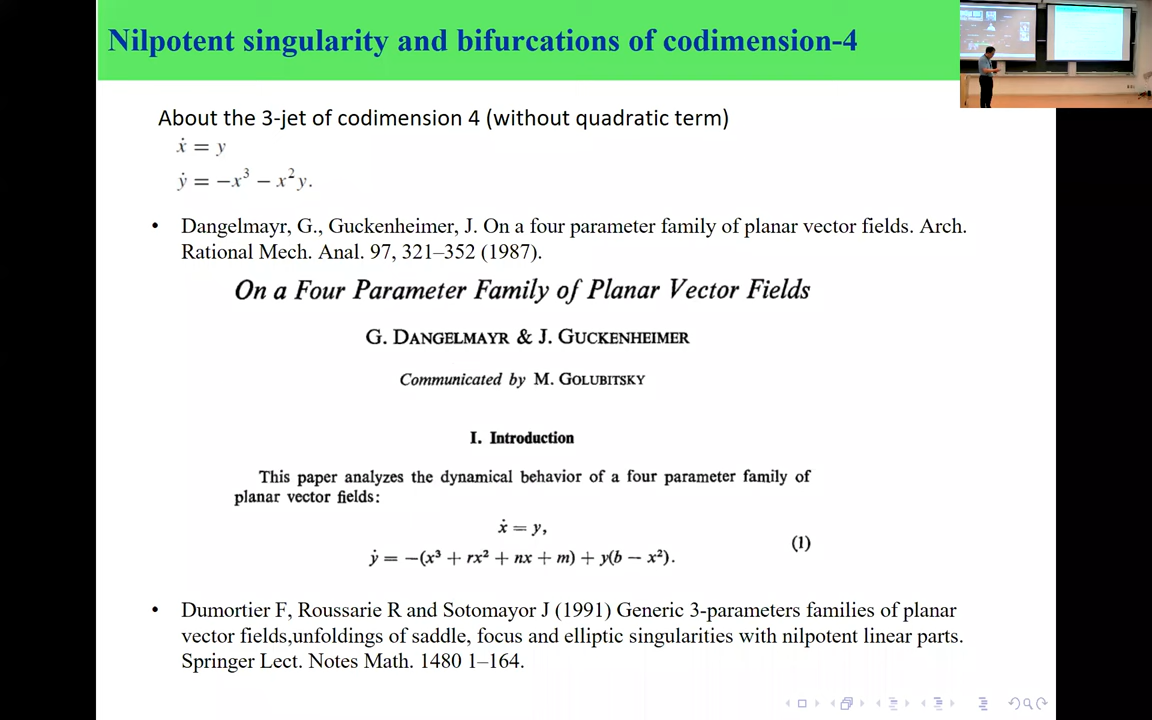 Nilpotent singularity and bifurcations of codimension-4
About the 3-jet of codimension 4 (without quadratic term)
ẋ = y
ẏ = −x³ − x²y.
• Dangelmayr, G., Guckenheimer, J. On a four parameter family of planar vector fields. Arch.
Rational Mech. Anal. 97, 321–352 (1987).
On a Four Parameter Family of Planar Vector Fields
G. DANGELMAYR & J. GUCKENHEIMER
Communicated by M. GOLUBITSKY
I. Introduction
This paper analyzes the dynamical behavior of a four parameter family of
planar vector fields:
ẋ = y,
ẏ = −(x³ + rx² + nx + m) + y(b − x²). (1)
• Dumortier F, Roussarie R and Sotomayor J (1991) Generic 3-parameters families of planar
vector fields,unfoldings of saddle, focus and elliptic singularities with nilpotent linear parts.
Springer Lect. Notes Math. 1480 1–164.